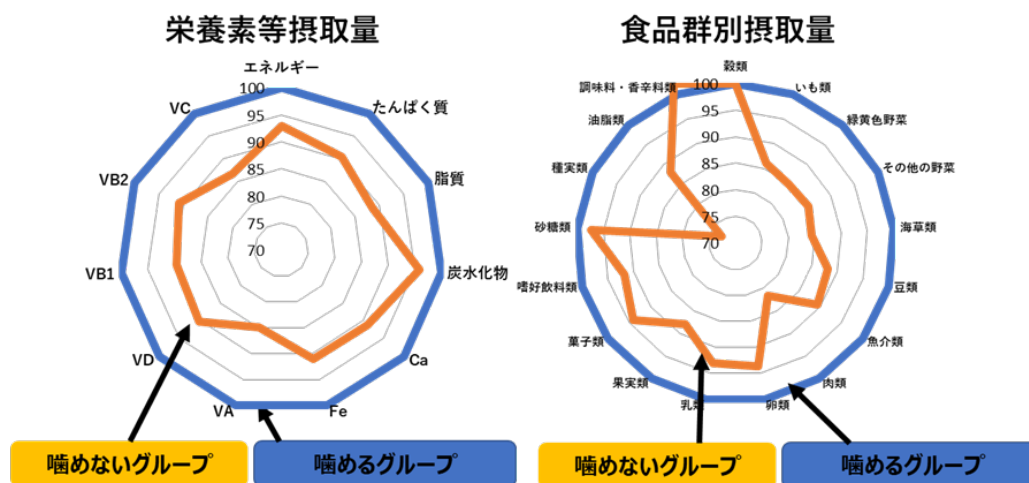 栄養素等摂取量
エネルギー
たんぱく質
脂質
炭水化物
Ca
Fe
VA
VD
VB1
VB2
VC
100
95
90
85
80
75
70
噛めないグループ
噛めるグループ
食品群別摂取量
穀類
いも類
緑黄色野菜
その他の野菜
海草類
豆類
魚介類
肉類
卵類
乳類
果実類
菓子類
嗜好飲料類
砂糖類
種実類
油脂類
調味料・香辛料類
100
95
90
85
80
75
70
噛めないグループ
噛めるグループ